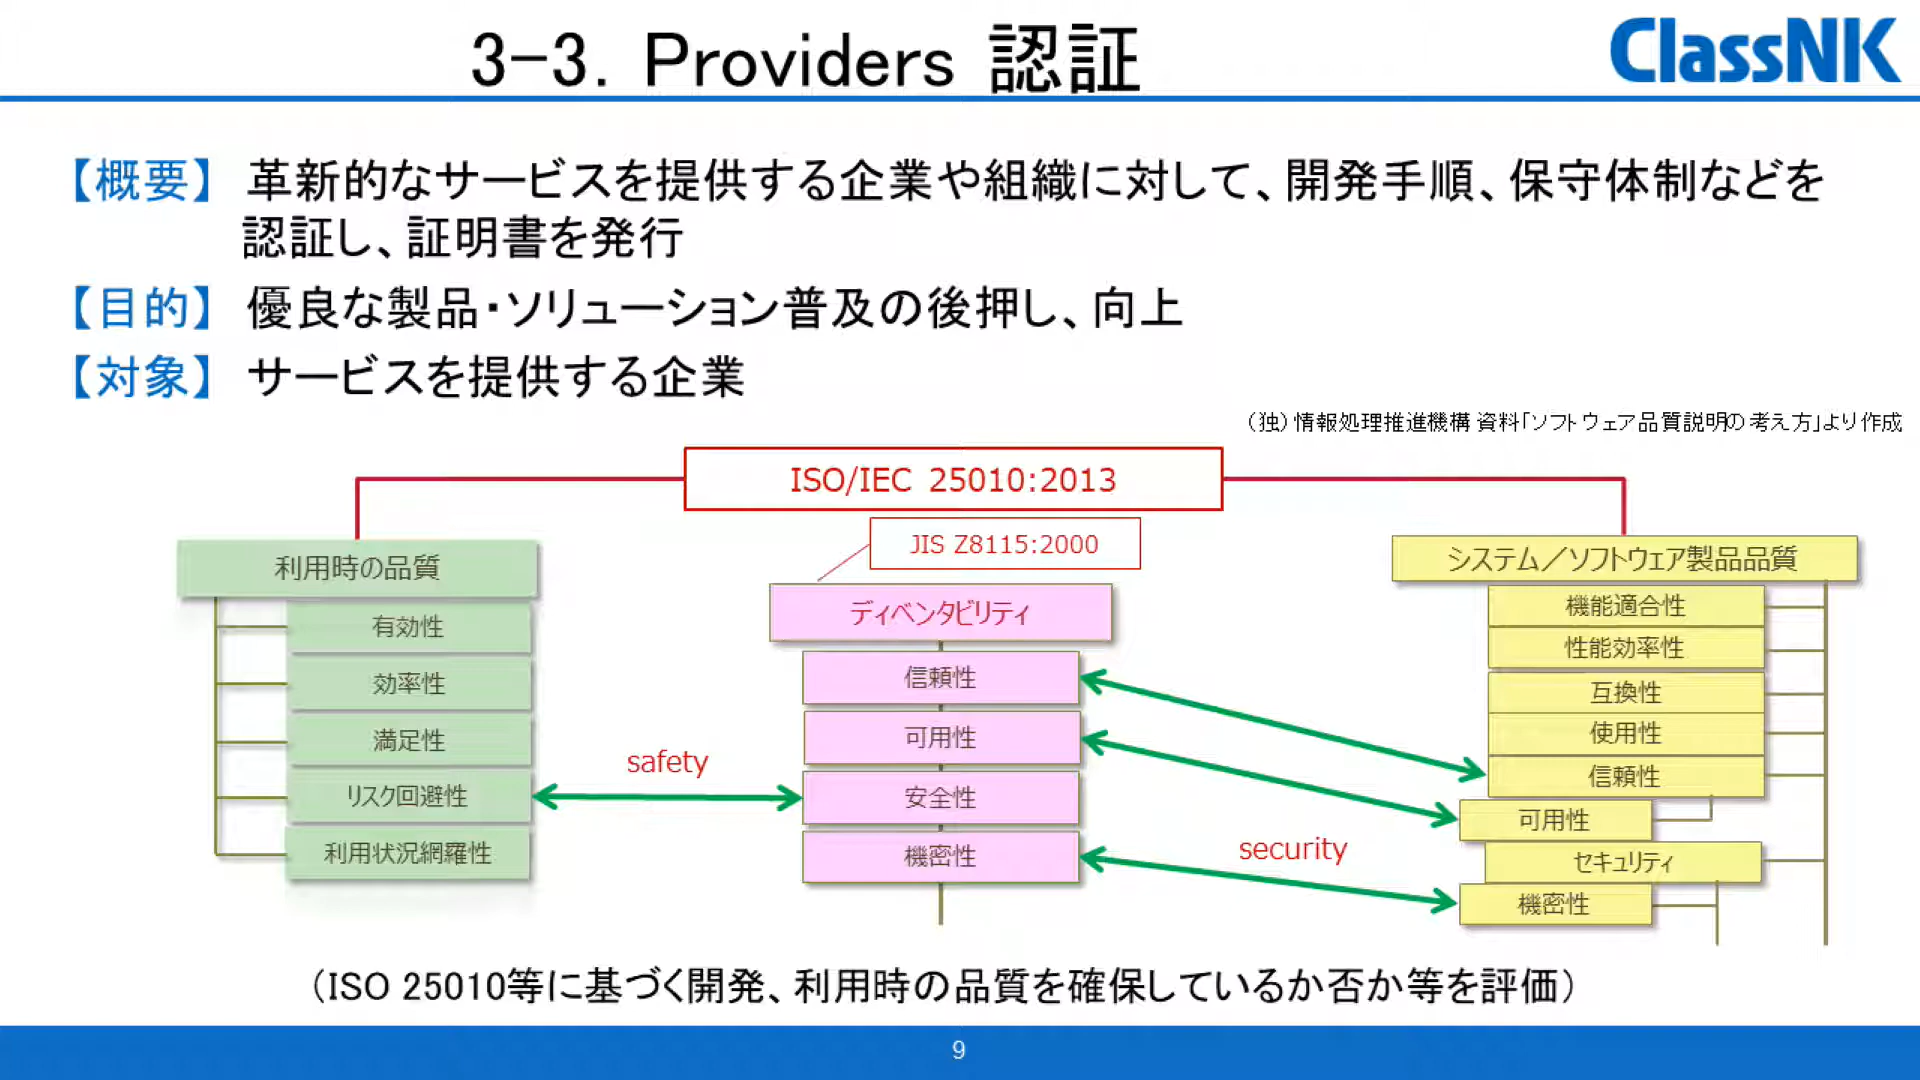 3-3. Providers 認証
ClassNK
【概要】 革新的なサービスを提供する企業や組織に対して、開発手順、保守体制などを
認証し、証明書を発行
【目的】 優良な製品・ソリューション普及の後押し、向上
【対象】 サービスを提供する企業
（独）情報処理推進機構 資料「ソフトウェア品質説明の考え方」より作成
ISO/IEC 25010:2013
JIS Z8115:2000
利用時の品質
有効性
効率性
満足性
リスク回避性
利用状況網羅性
safety
ディベンタビリティ
信頼性
可用性
安全性
機密性
security
システム／ソフトウェア製品品質
機能適合性
性能効率性
互換性
使用性
信頼性
可用性
セキュリティ
機密性
（ISO 25010等に基づく開発、利用時の品質を確保しているか否か等を評価）
9